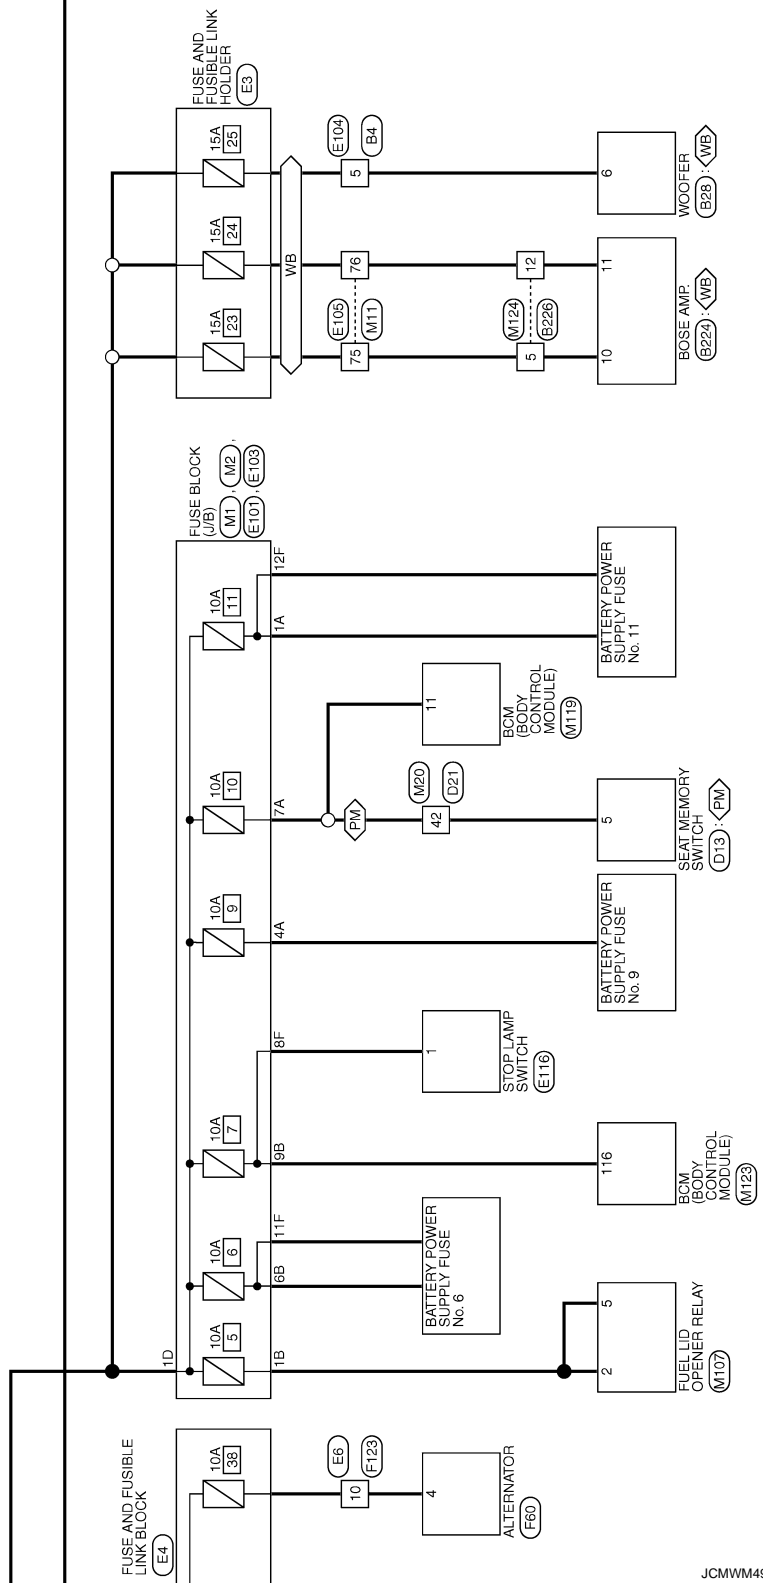 FUSE AND
FUSIBLE LINK
HOLDER
E3
15A
25
15A
24
15A
23
WB
E104
B4
5
76
E105
M11
75
12
M124
B226
5
6
WOOFER
B28 : WB
11
10
BOSE AMP.
B224 : WB
FUSE BLOCK
(J/B)
M1 , M2 ,
E101 , E103
12F
10A
11
1A
BATTERY POWER
SUPPLY FUSE
No. 11
11
BCM
(BODY
CONTROL
MODULE)
M119
10A
10
7A
PM
M20
D21
42
5
SEAT MEMORY
SWITCH
D13 : PM
10A
9
4A
BATTERY POWER
SUPPLY FUSE
No. 9
8F
1
STOP LAMP
SWITCH
E116
10A
7
9B
116
BCM
(BODY
CONTROL
MODULE)
M123
11F
10A
6
6B
BATTERY POWER
SUPPLY FUSE
No. 6
1D
10A
5
1B
5
2
FUEL LID
OPENER RELAY
M107
FUSE AND FUSIBLE
LINK BLOCK
E4
10A
38
E6
F123
10
4
ALTERNATOR
F60
JCMWM49